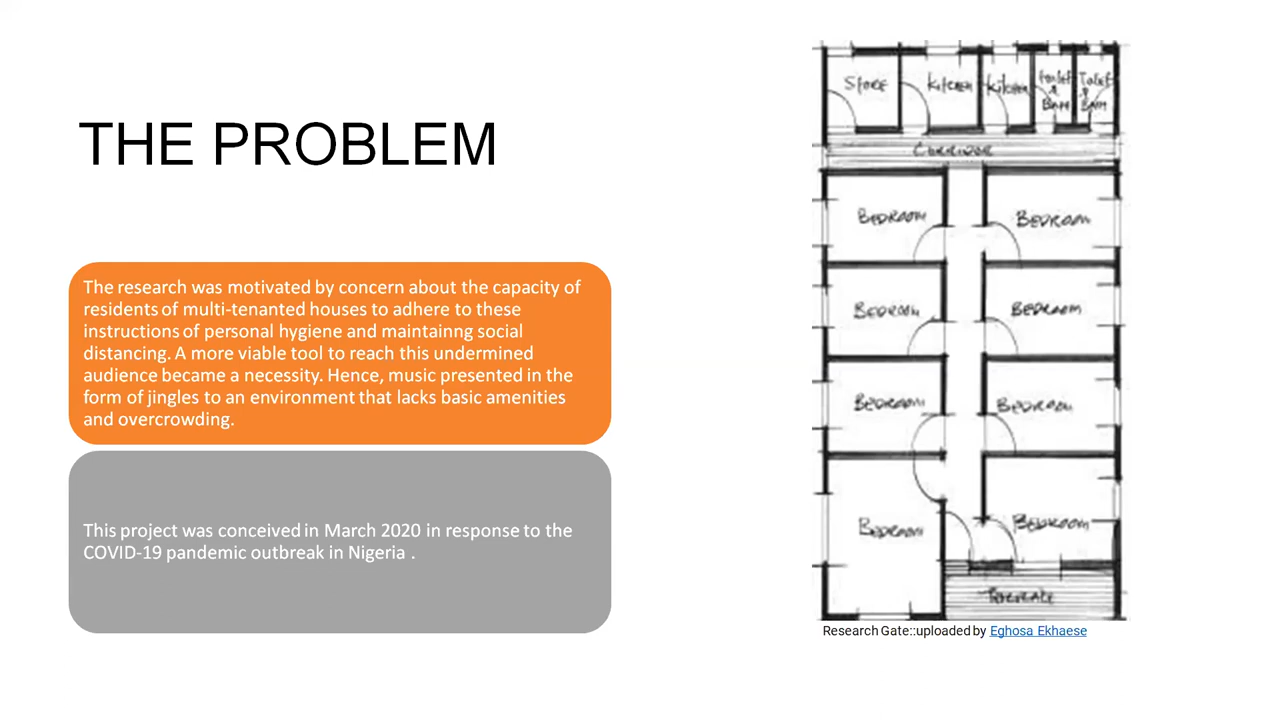 THE PROBLEM
The research was motivated by concern about the capacity of
residents of multi-tenanted houses to adhere to these
instructions of personal hygiene and maintainng social
distancing. A more viable tool to reach this undermined
audience became a necessity. Hence, music presented in the
form of jingles to an environment that lacks basic amenities
and overcrowding.
This project was conceived in March 2020 in response to the
COVID-19 pandemic outbreak in Nigeria .
STORE
KITCHEN
KITCHEN
Toilet
&
BATH
Toilet
&
BATH
CORRIDOR
BEDROOM
BEDROOM
BEDROOM
BEDROOM
BEDROOM
BEDROOM
BEDROOM
BEDROOM
TERRACE
Research Gate::uploaded by Eghosa Ekhaese